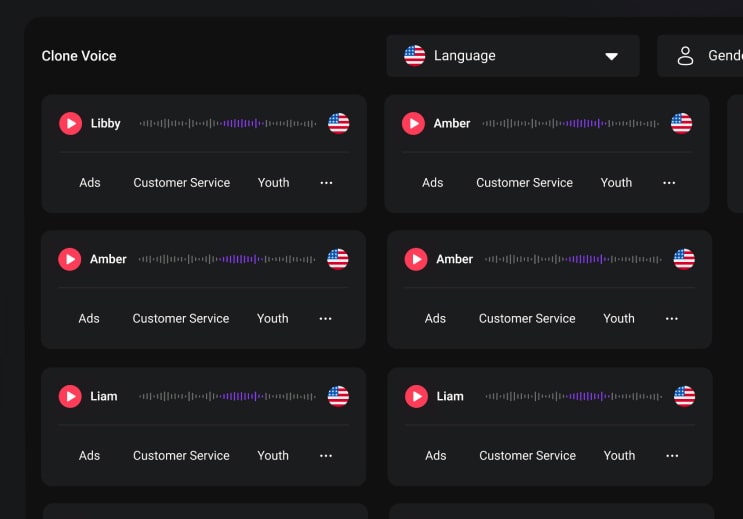 Clone Voice
Language
Libby
Amber
Ads Customer Service Youth
Ads Customer Service Youth
Amber
Amber
Ads Customer Service Youth
Ads Customer Service Youth
Liam
Liam
Ads Customer Service Youth
Ads Customer Service Youth